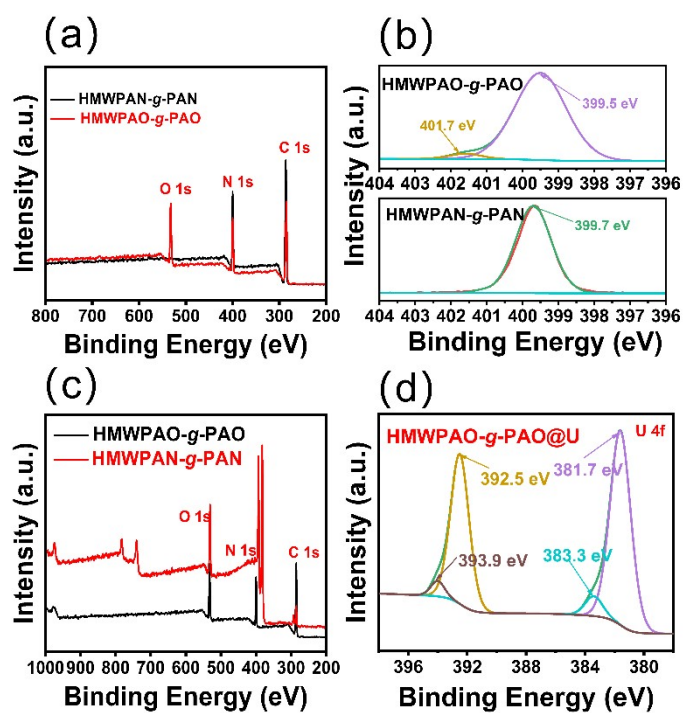 (a)
HMWPAN-g-PAN
HMWPAO-g-PAO
C 1s
N 1s
O 1s
Intensity (a.u.)
800 700 600 500 400 300 200
Binding Energy (eV)
(b)
HMWPAO-g-PAO
399.5 eV
401.7 eV
404 403 402 401 400 399 398 397 396
HMWPAN-g-PAN
399.7 eV
Intensity (a.u.)
404 403 402 401 400 399 398 397 396
Binding Energy (eV)
(c)
HMWPAO-g-PAO
HMWPAN-g-PAN
O 1s
N 1s
C 1s
Intensity (a.u.)
1000 900 800 700 600 500 400 300 200
Binding Energy (eV)
(d)
HMWPAO-g-PAO@U
U 4f
392.5 eV
381.7 eV
393.9 eV
383.3 eV
Intensity (a.u.)
396 392 388 384 380
Binding Energy (eV)